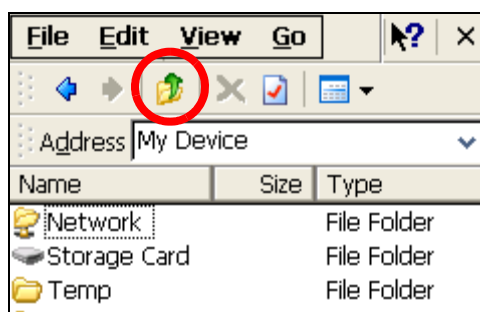 File Edit View Go ?
Address My Device
Name Size Type
Network File Folder
Storage Card File Folder
Temp File Folder